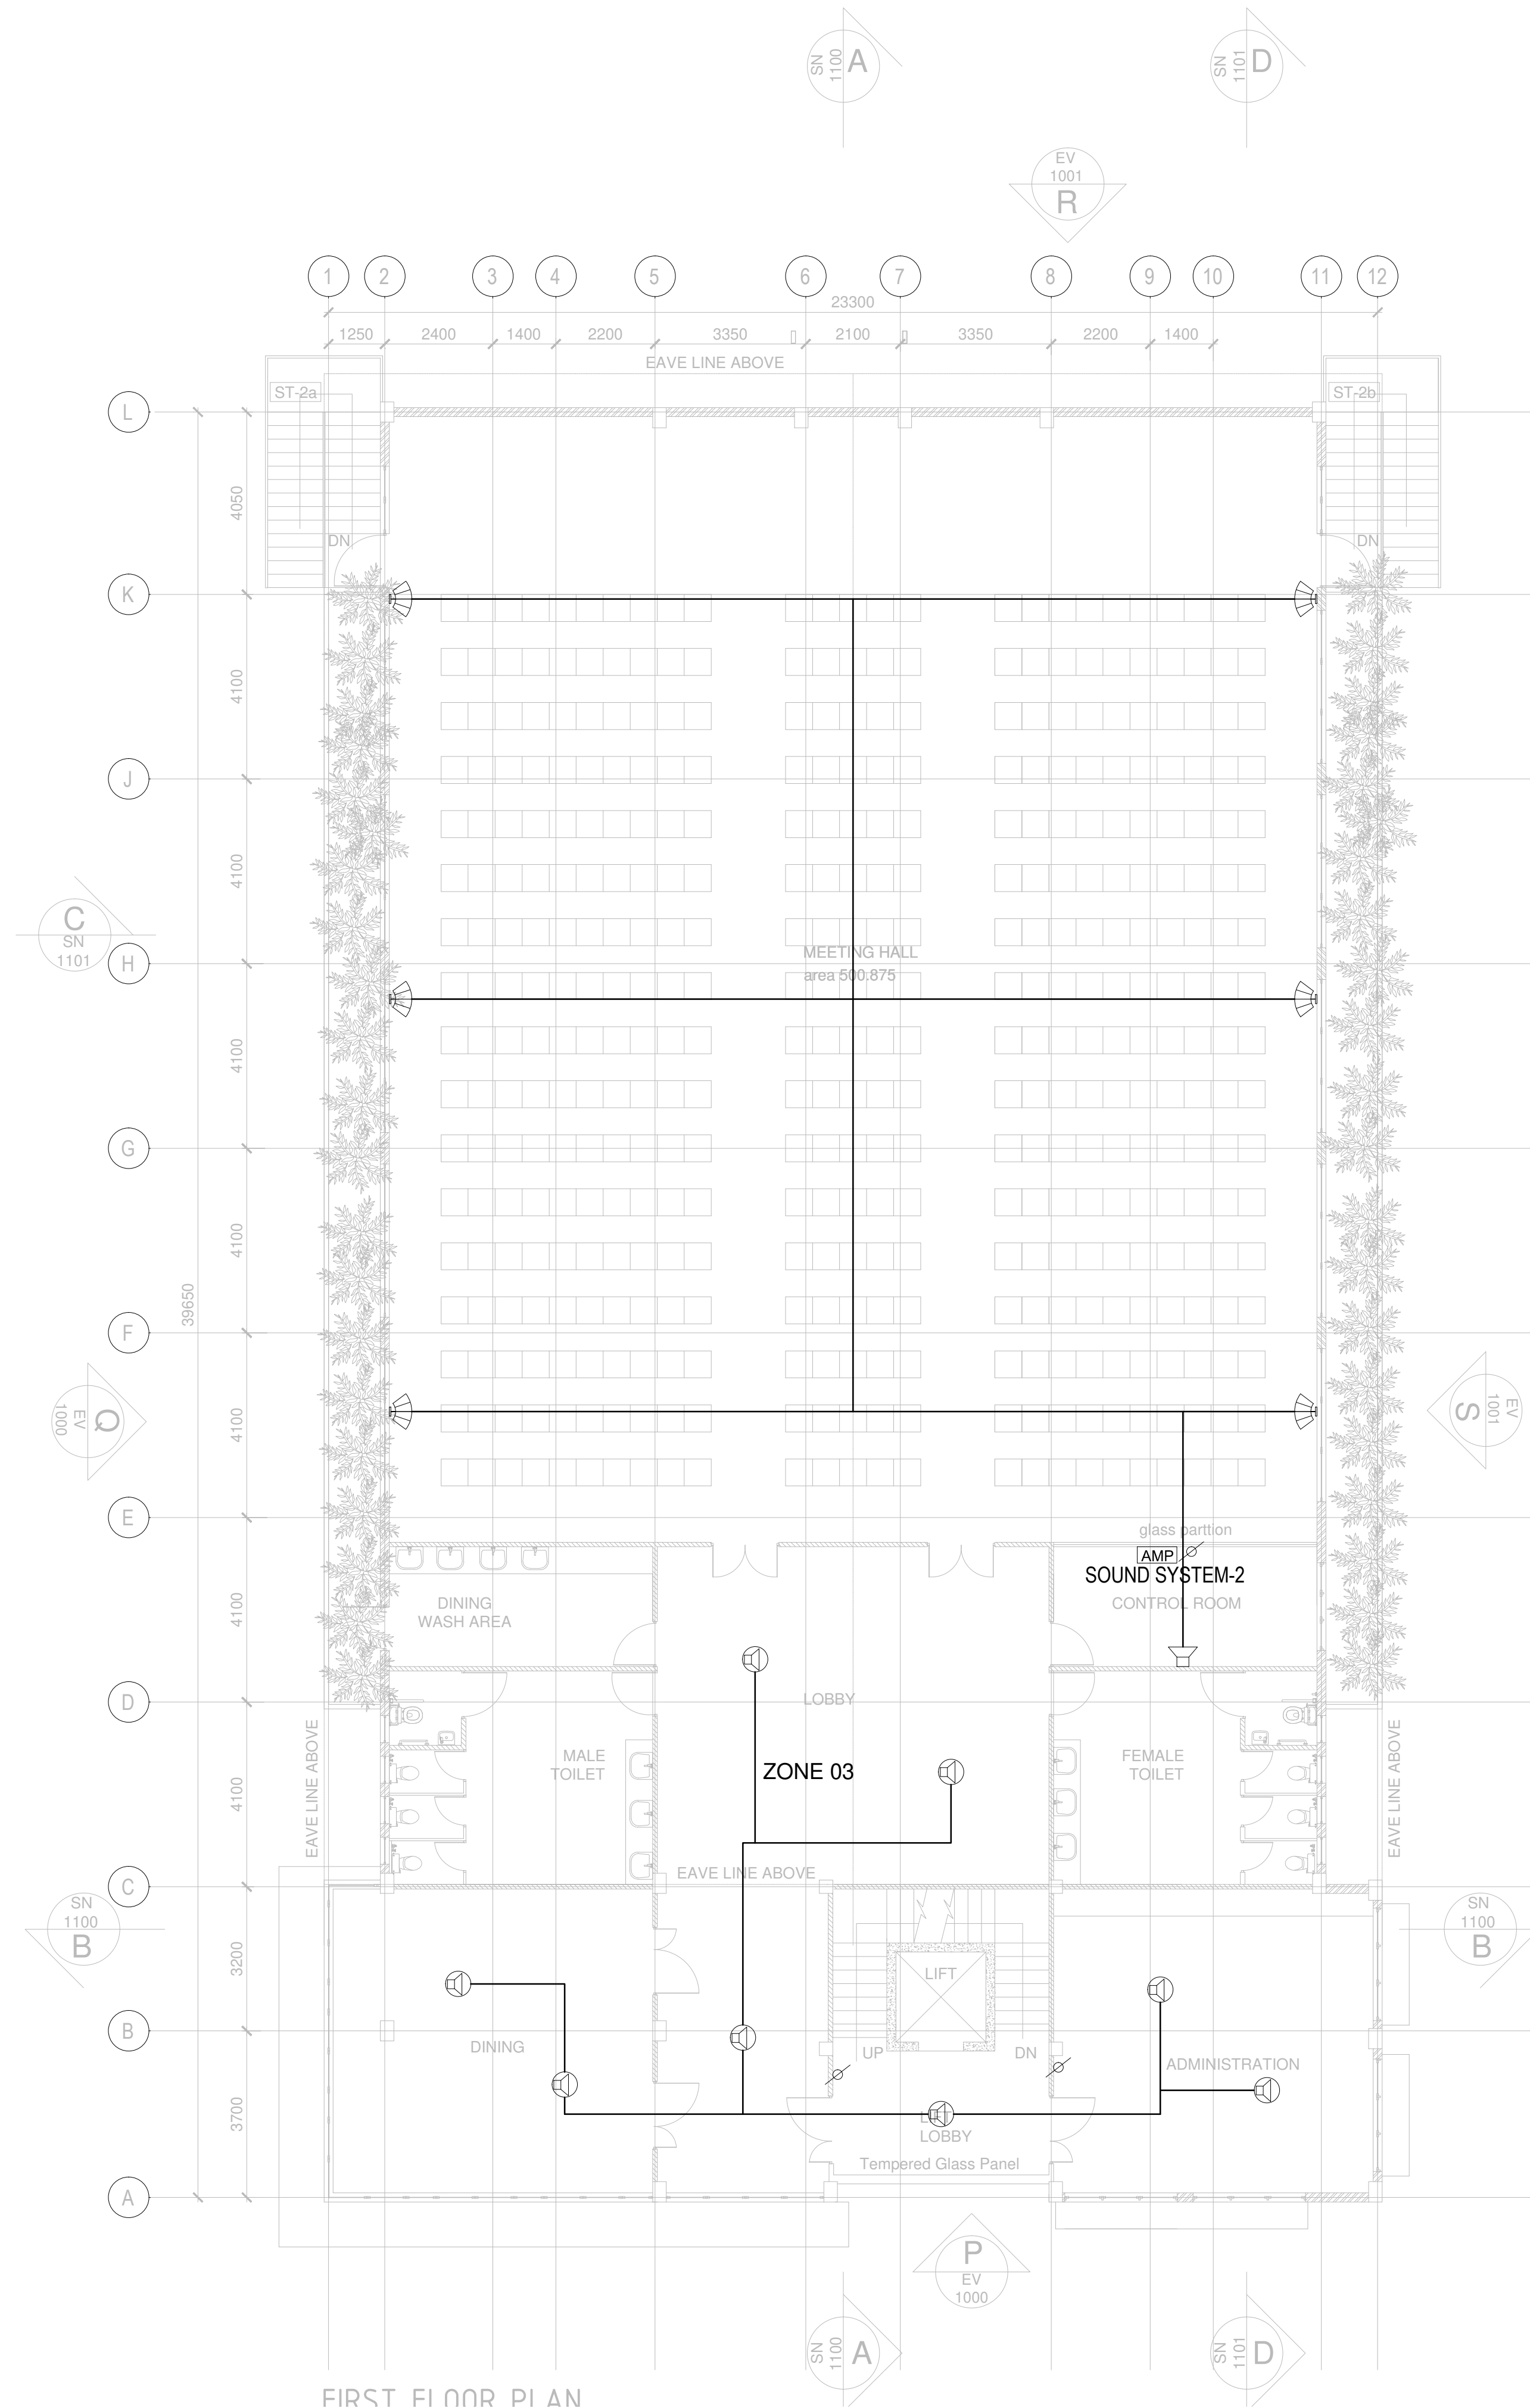 SN
1100
A
SN
1101
D
EV
1001
R
1
2
3
4
5
6
7
8
9
10
11
12
23300
1250
2400
1400
2200
3350
2100
3350
2200
1400
EAVE LINE ABOVE
ST-2a
ST-2b
L
4050
DN
DN
K
4100
J
4100
C
SN
1101
MEETING HALL
area 500.875
H
4100
G
4100
39650
F
Q
EV
1000
S
EV
1001
4100
E
glass parttion
AMP
SOUND SYSTEM-2
CONTROL ROOM
4100
DINING
WASH AREA
D
LOBBY
EAVE LINE ABOVE
EAVE LINE ABOVE
MALE
TOILET
ZONE 03
FEMALE
TOILET
4100
EAVE LINE ABOVE
C
SN
1100
B
SN
1100
B
3200
LIFT
B
DINING
UP
DN
ADMINISTRATION
3700
LOBBY
Tempered Glass Panel
A
P
EV
1000
SN
1100
A
SN
1101
D
FIRST FLOOR PLAN